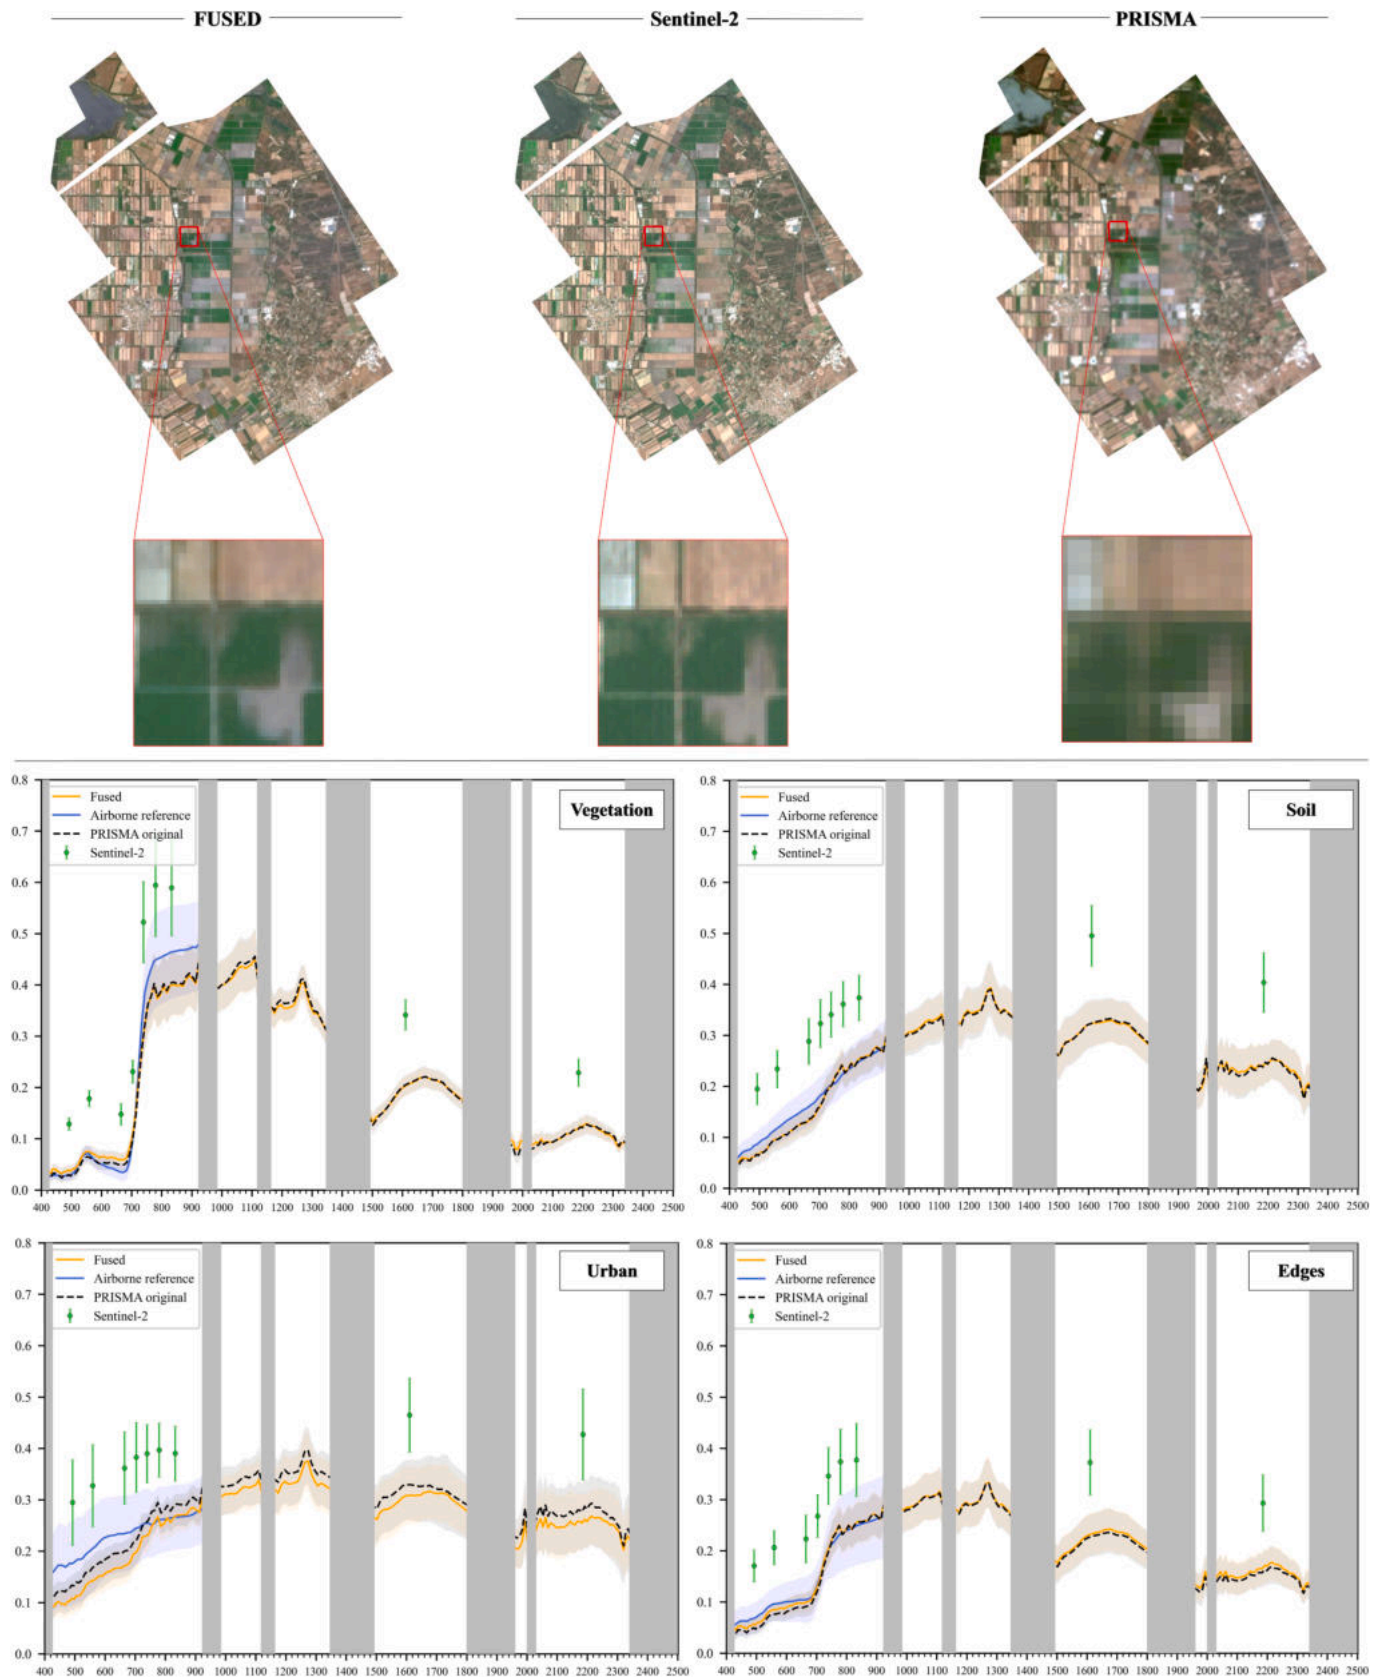 FUSED Sentinel-2 PRISMA
0.8
0.7
0.6
0.5
0.4
0.3
0.2
0.1
0.0
Fused
Airborne reference
PRISMA original
Sentinel-2
Vegetation
400 500 600 700 800 900 1000 1100 1200 1300 1400 1500 1600 1700 1800 1900 2000 2100 2200 2300 2400 2500
0.8
0.7
0.6
0.5
0.4
0.3
0.2
0.1
0.0
Fused
Airborne reference
PRISMA original
Sentinel-2
Soil
400 500 600 700 800 900 1000 1100 1200 1300 1400 1500 1600 1700 1800 1900 2000 2100 2200 2300 2400 2500
0.8
0.7
0.6
0.5
0.4
0.3
0.2
0.1
0.0
Fused
Airborne reference
PRISMA original
Sentinel-2
Urban
400 500 600 700 800 900 1000 1100 1200 1300 1400 1500 1600 1700 1800 1900 2000 2100 2200 2300 2400 2500
0.8
0.7
0.6
0.5
0.4
0.3
0.2
0.1
0.0
Fused
Airborne reference
PRISMA original
Sentinel-2
Edges
400 500 600 700 800 900 1000 1100 1200 1300 1400 1500 1600 1700 1800 1900 2000 2100 2200 2300 2400 2500